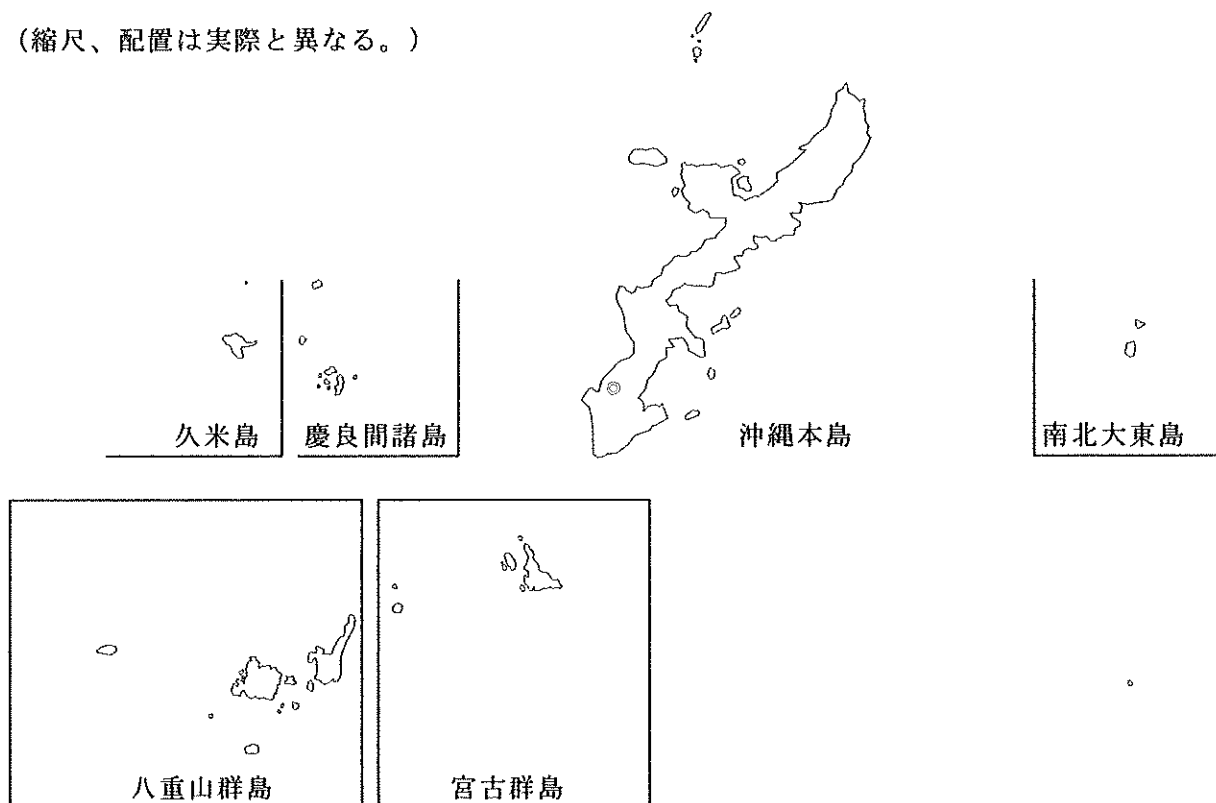 (縮尺、配置は実際と異なる。)
久米島
慶良間諸島
沖縄本島
南北大東島
八重山群島
宮古群島